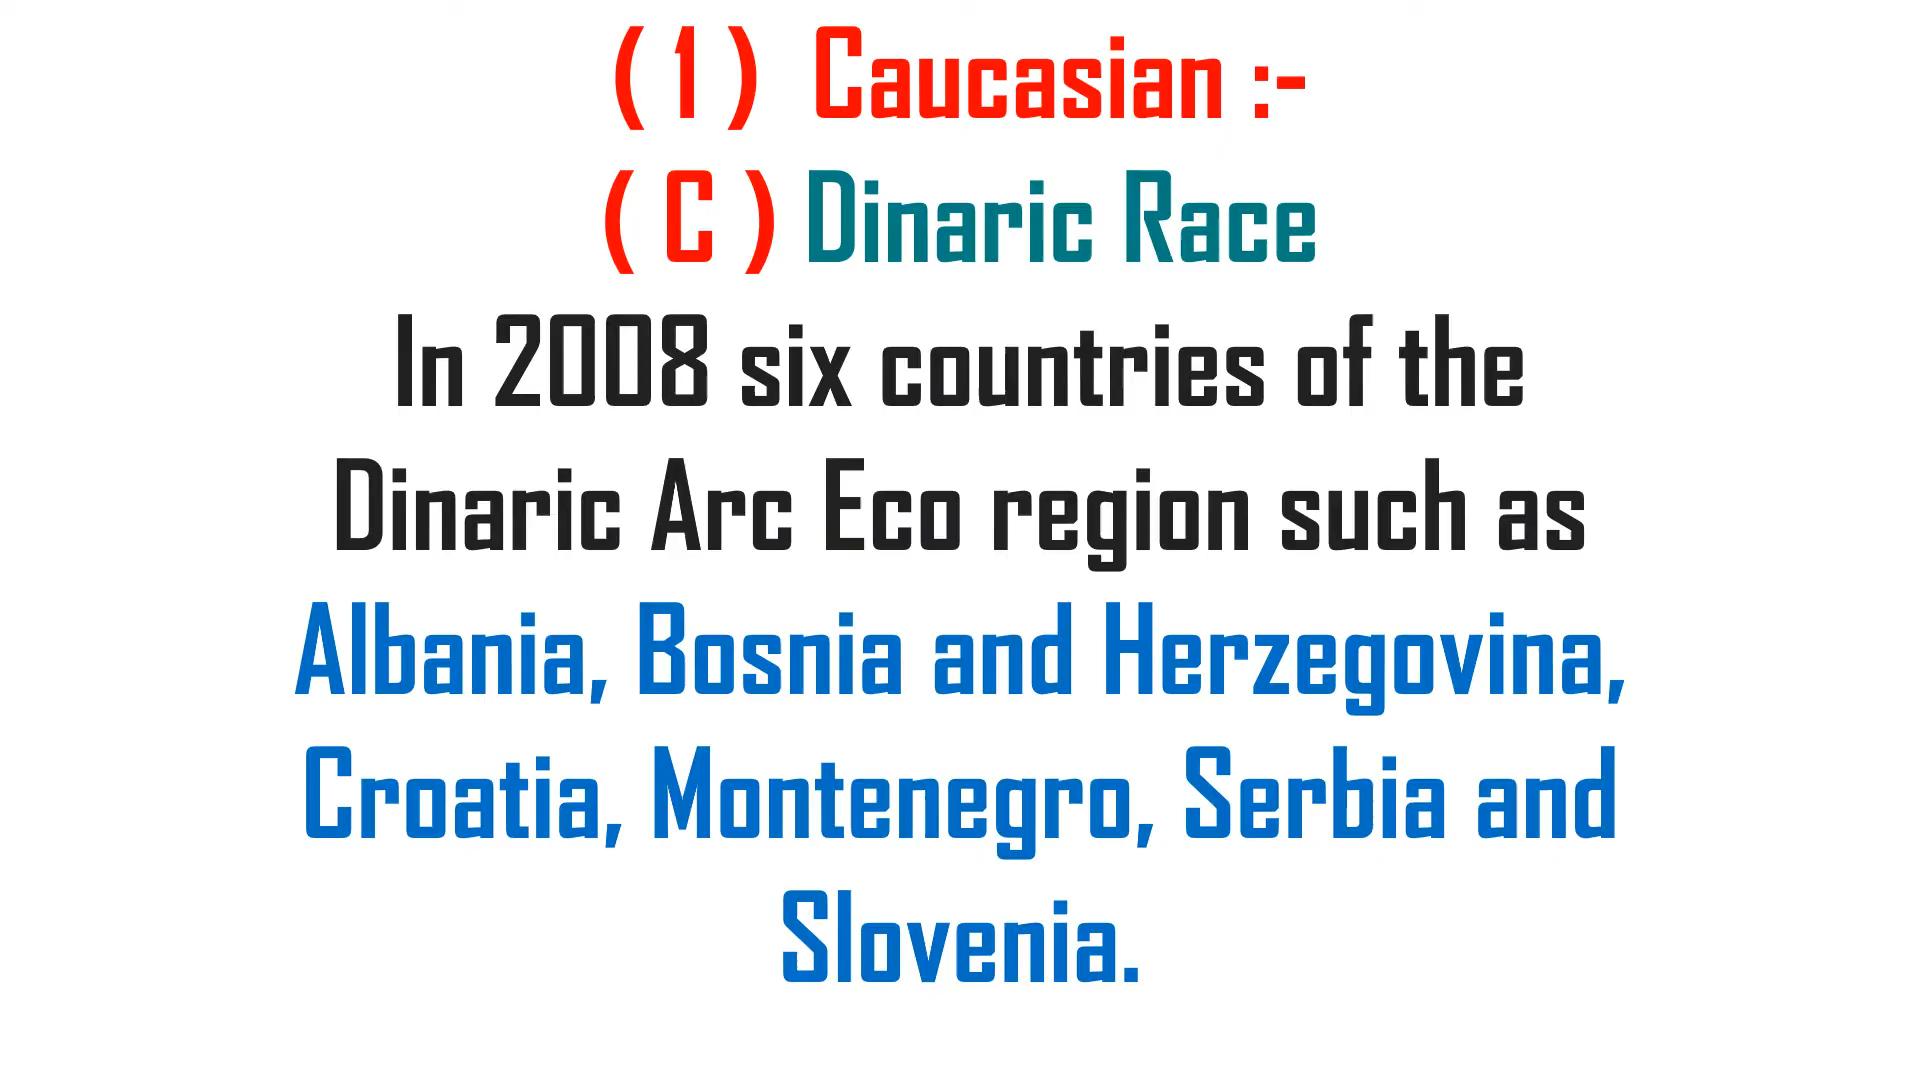 ( 1 ) Caucasian :-
( C ) Dinaric Race
In 2008 six countries of the
Dinaric Arc Eco region such as
Albania, Bosnia and Herzegovina,
Croatia, Montenegro, Serbia and
Slovenia.